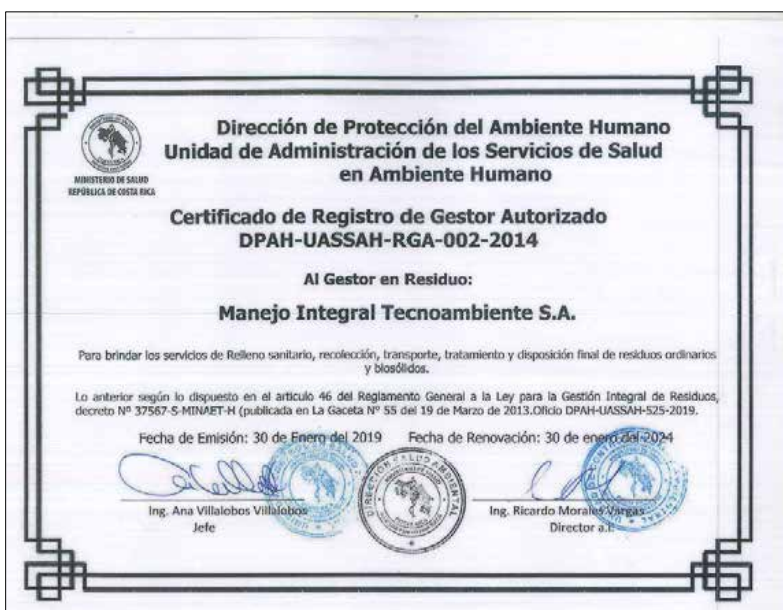 Dirección de Protección del Ambiente Humano
Unidad de Administración de los Servicios de Salud
en Ambiente Humano
MINISTERIO DE SALUD
REPÚBLICA DE COSTA RICA
Certificado de Registro de Gestor Autorizado
DPAH-UASSAH-RGA-002-2014
Al Gestor en Residuo:
Manejo Integral Tecnoambiente S.A.
Para brindar los servicios de Relleno sanitario, recolección, transporte, tratamiento y disposición final de residuos ordinarios
y biosólidos.
Lo anterior según lo dispuesto en el articulo 46 del Reglamento General a la Ley para la Gestión Integral de Residuos,
decreto Nº 37567-S-MINAET-H (publicada en La Gaceta Nº 55 del 19 de Marzo de 2013.Oficio DPAH-UASSAH-525-2019.
Fecha de Emisión: 30 de Enero del 2019 Fecha de Renovación: 30 de enero del 2024
DIRECCIÓN SALUD AMBIENTAL
Ing. Ana Villalobos Villalobos
Jefe
Ing. Ricardo Morales Vargas
Director a.i.